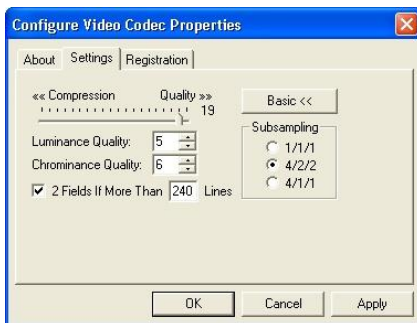 Configure Video Codec Properties
About Settings Registration
«« Compression Quality »»
19
Basic <<
Luminance Quality: 5
Chrominance Quality: 6
2 Fields If More Than 240 Lines
Subsampling
1/1/1
4/2/2
4/1/1
OK Cancel Apply